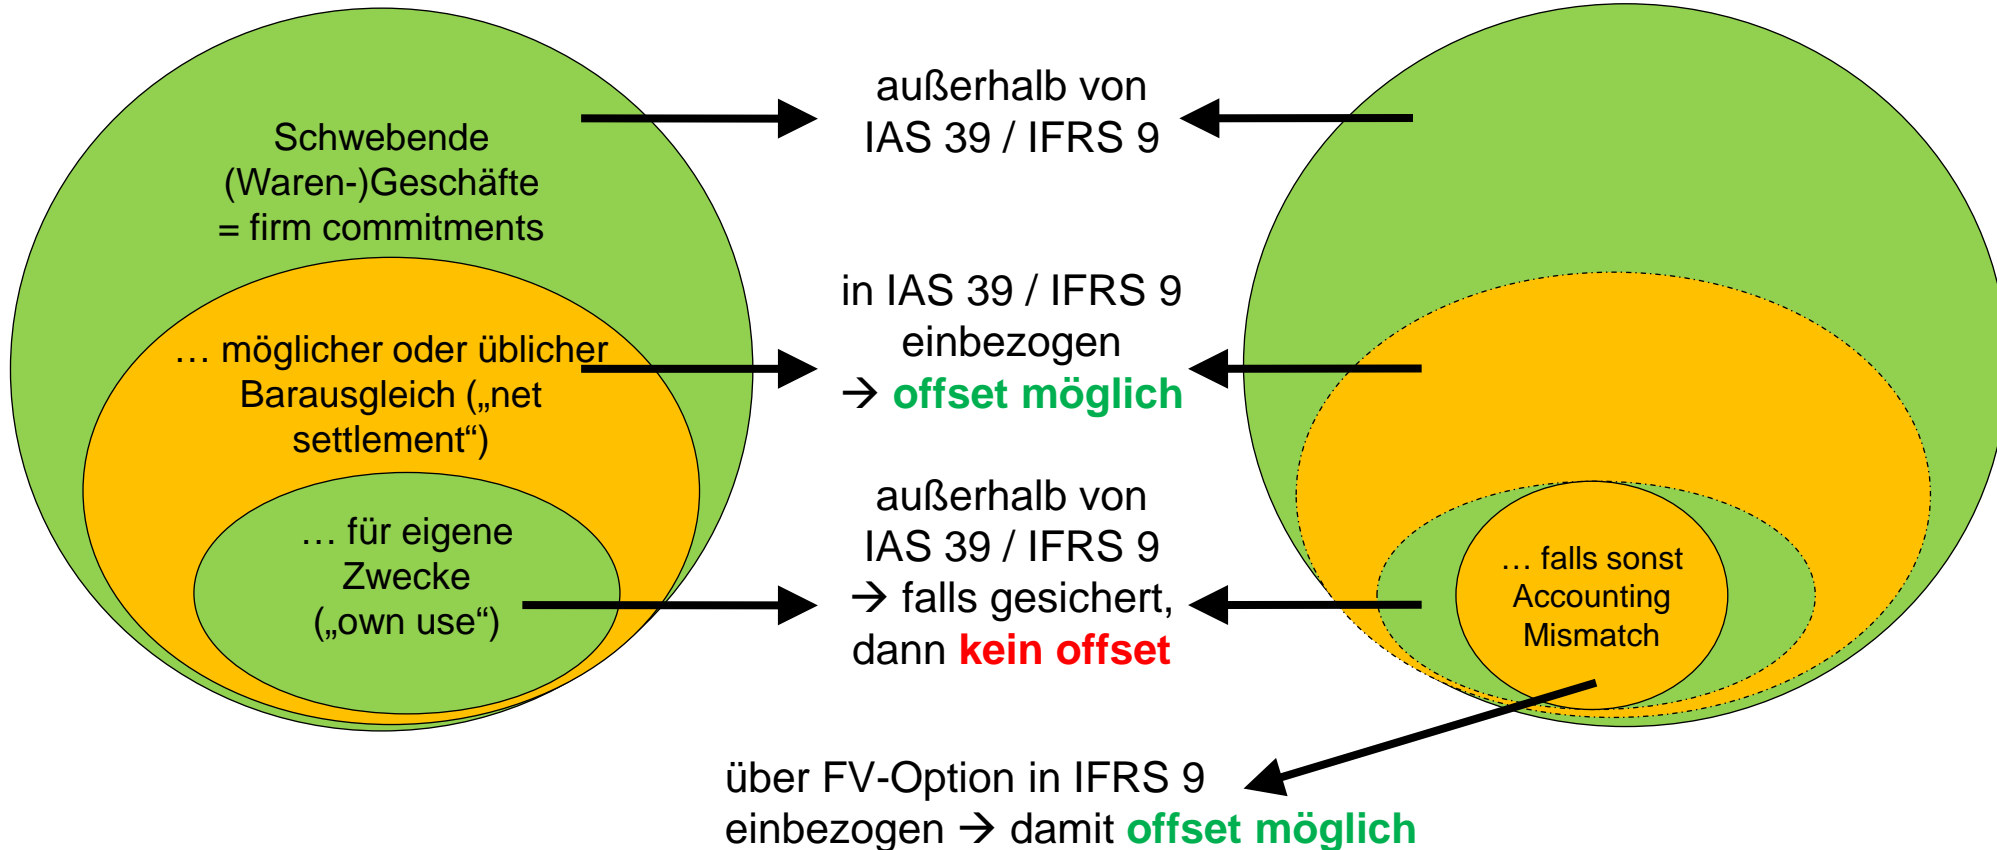 Schwebende
(Waren-)Geschäfte
= firm commitments
… möglicher oder üblicher
Barausgleich („net
settlement“)
… für eigene
Zwecke
(„own use“)
außerhalb von
IAS 39 / IFRS 9
in IAS 39 / IFRS 9
einbezogen
→ offset möglich
außerhalb von
IAS 39 / IFRS 9
→ falls gesichert,
dann kein offset
… falls sonst
Accounting
Mismatch
über FV-Option in IFRS 9
einbezogen → damit offset möglich